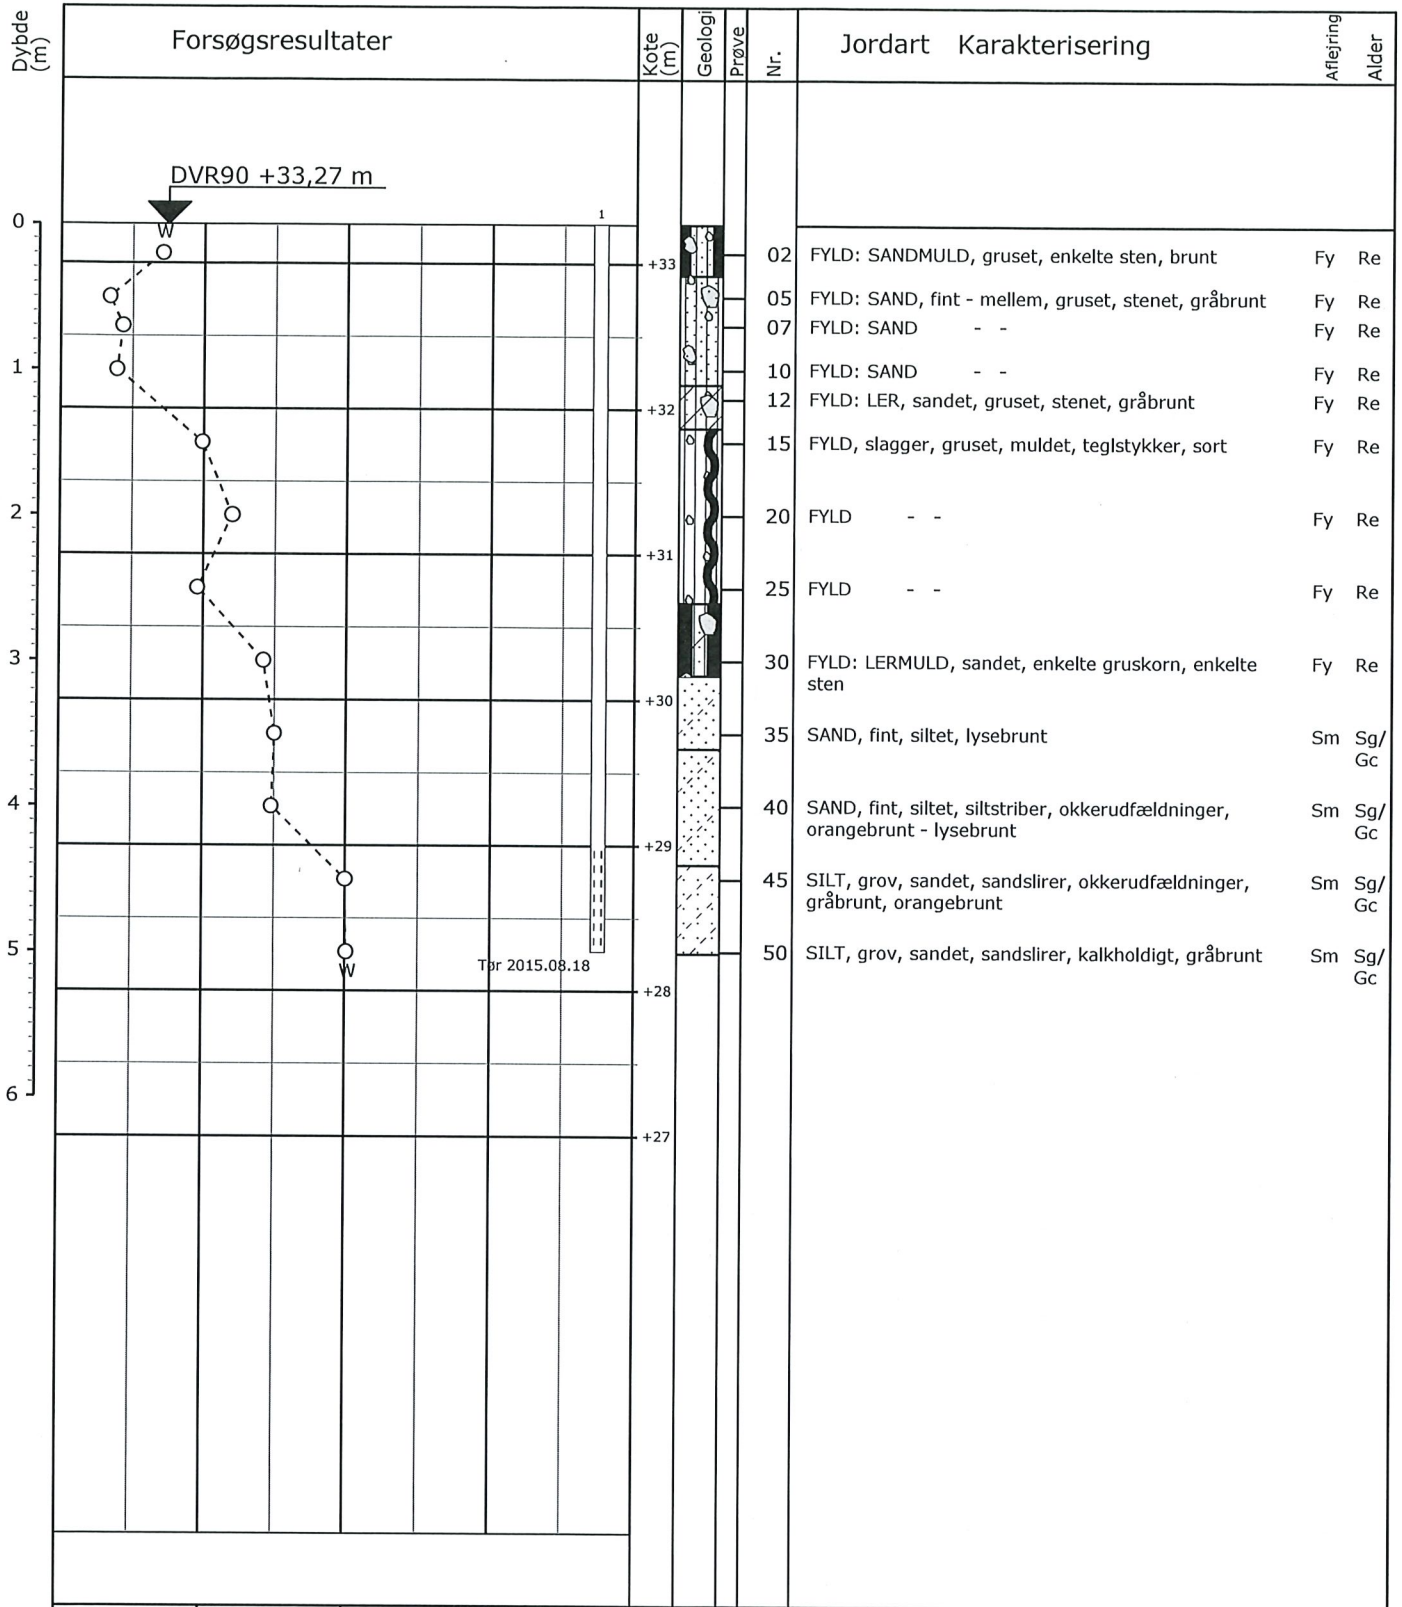 Dybde (m)
Forsøgsresultater
Kote (m)
Geologi
Prøve
Nr.
Jordart Karakterisering
Aflejring
Alder
DVR90 +33,27 m
0
W
1
+33
02 FYLD: SANDMULD, gruset, enkelte sten, brunt Fy Re
05 FYLD: SAND, fint - mellem, gruset, stenet, gråbrunt Fy Re
07 FYLD: SAND - - Fy Re
1
10 FYLD: SAND - - Fy Re
+32
12 FYLD: LER, sandet, gruset, stenet, gråbrunt Fy Re
15 FYLD, slagger, gruset, muldet, teglstykker, sort Fy Re
2
20 FYLD - - Fy Re
+31
25 FYLD - - Fy Re
3
30 FYLD: LERMULD, sandet, enkelte gruskorn, enkelte Fy Re
sten
+30
35 SAND, fint, siltet, lysebrunt Sm Sg/
Gc
4
40 SAND, fint, siltet, siltstriber, okkerudfældninger, Sm Sg/
orangebrunt - lysebrunt Gc
+29
45 SILT, grov, sandet, sandslirer, okkerudfældninger, Sm Sg/
gråbrunt, orangebrunt Gc
5
50 SILT, grov, sandet, sandslirer, kalkholdigt, gråbrunt Sm Sg/
Gc
Tør 2015.08.18
W
+28
6
+27